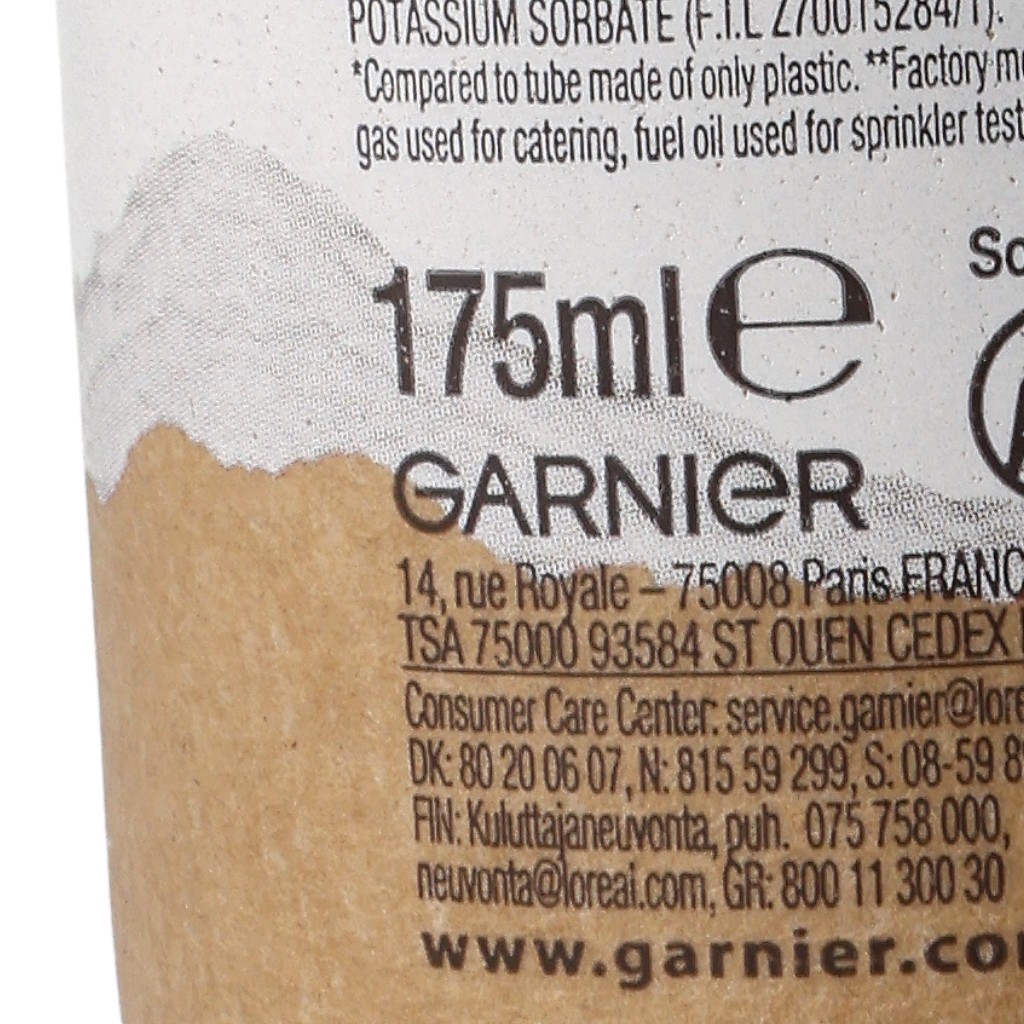 POTASSIUM SORBATE (F.I.L Z70015284/1).
*Compared to tube made of only plastic. **Factory
gas used for catering, fuel oil used for sprinkler test
175ml e
GARNIER
14, rue Royale – 75008 Paris FRANC
TSA 75000 93584 ST OUEN CEDEX
Consumer Care Center: service.garnier@lore
DK: 80 20 06 07, N: 815 59 299, S: 08-59 8
FIN: Kuluttajaneuvonta, puh. 075 758 000,
neuvonta@loreal.com, GR: 800 11 300 30
www.garnier.co